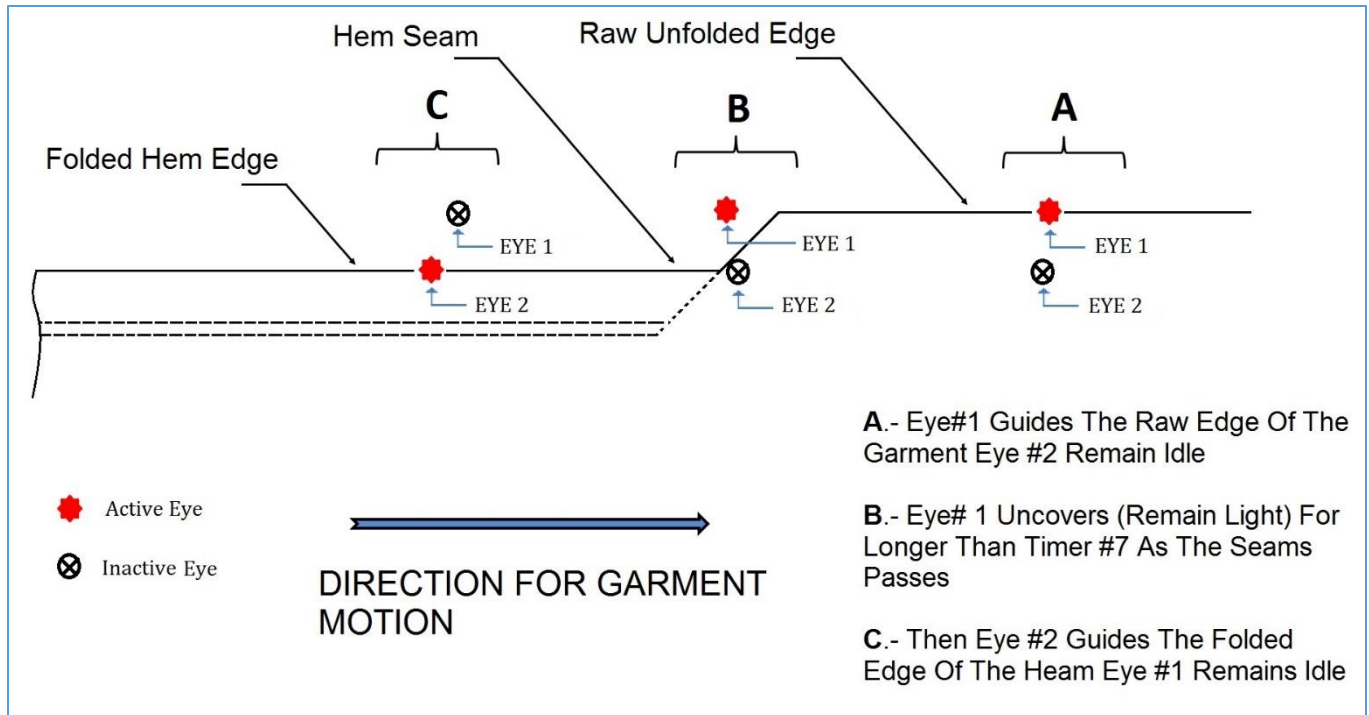 Hem Seam
Raw Unfolded Edge
C
B
A
Folded Hem Edge
EYE 1
EYE 2
EYE 1
EYE 2
EYE 1
EYE 2
A.- Eye#1 Guides The Raw Edge Of The
Garment Eye #2 Remain Idle
B.- Eye# 1 Uncovers (Remain Light) For
Longer Than Timer #7 As The Seams
Passes
C.- Then Eye #2 Guides The Folded
Edge Of The Heam Eye #1 Remains Idle
Active Eye
Inactive Eye
DIRECTION FOR GARMENT
MOTION